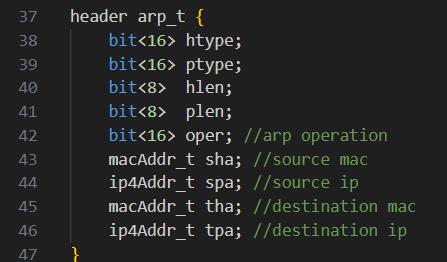 37 header arp_t {
38 bit<16> htype;
39 bit<16> ptype;
40 bit<8>  hlen;
41 bit<8>  plen;
42 bit<16> oper; //arp operation
43 macAddr_t sha; //source mac
44 ip4Addr_t spa; //source ip
45 macAddr_t tha; //destination mac
46 ip4Addr_t tpa; //destination ip
47 }